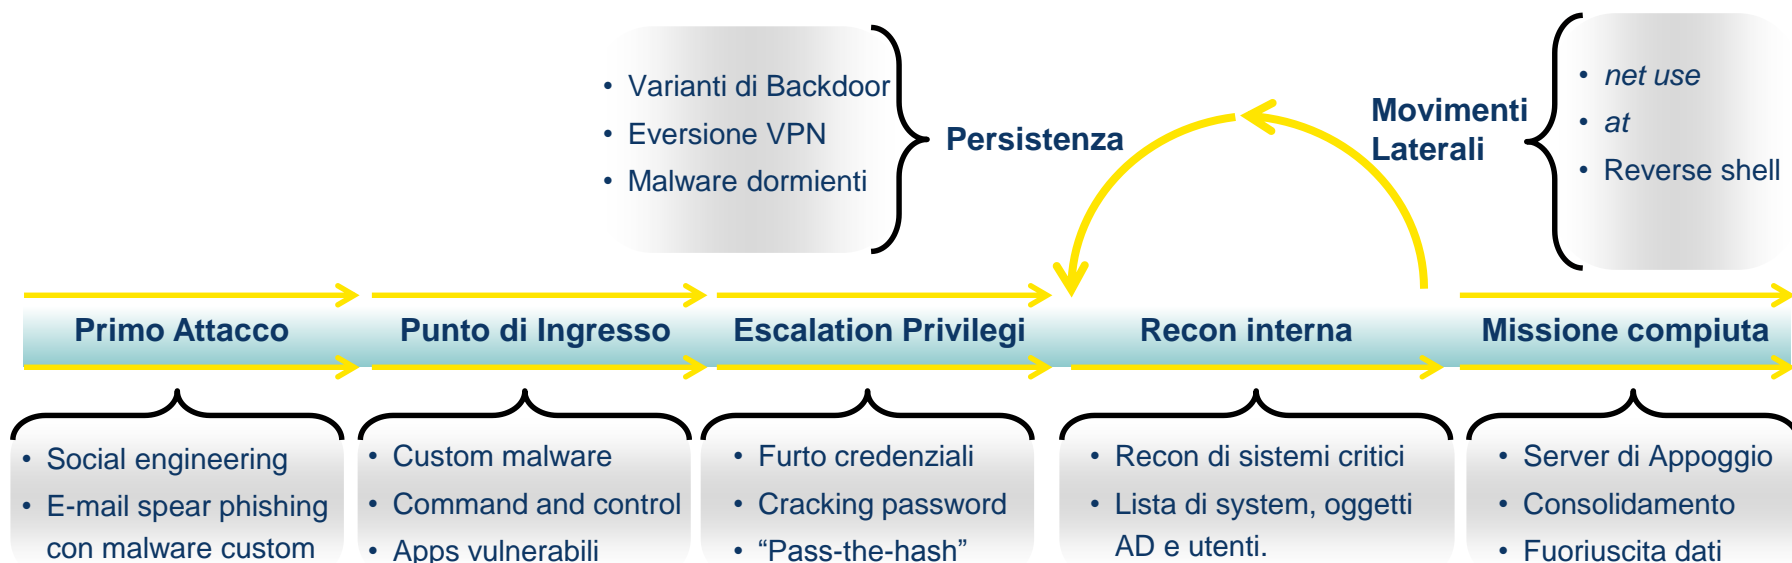 • Varianti di Backdoor
• Eversione VPN
• Malware dormienti
Persistenza
Movimenti
Laterali
• net use
• at
• Reverse shell
Primo Attacco
Punto di Ingresso
Escalation Privilegi
Recon interna
Missione compiuta
• Social engineering
• E-mail spear phishing
con malware custom
• Custom malware
• Command and control
• Apps vulnerabili
• Furto credenziali
• Cracking password
• “Pass-the-hash”
• Recon di sistemi critici
• Lista di system, oggetti
AD e utenti.
• Server di Appoggio
• Consolidamento
• Fuoriuscita dati